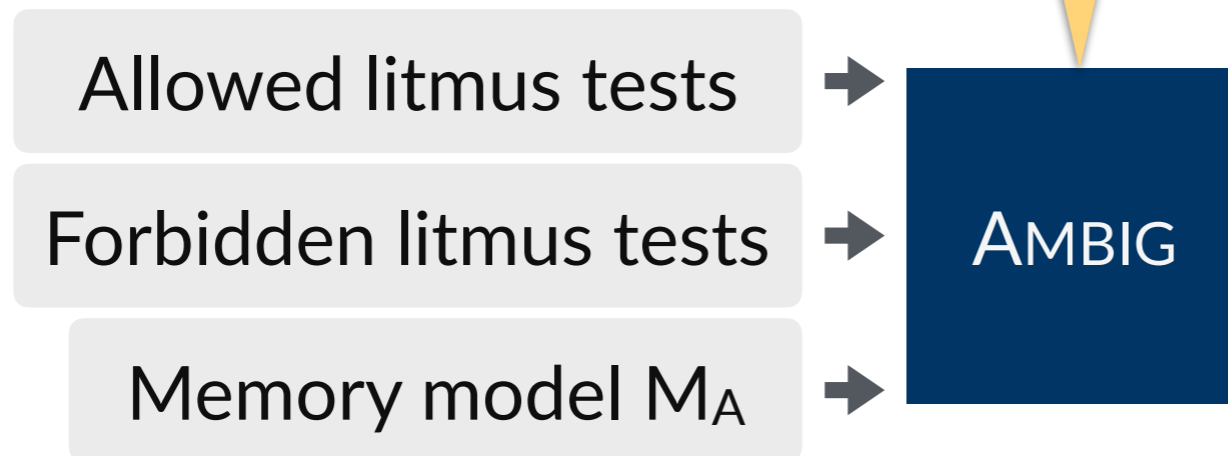 Allowed litmus tests
Forbidden litmus tests
AMBIG
Memory model MA